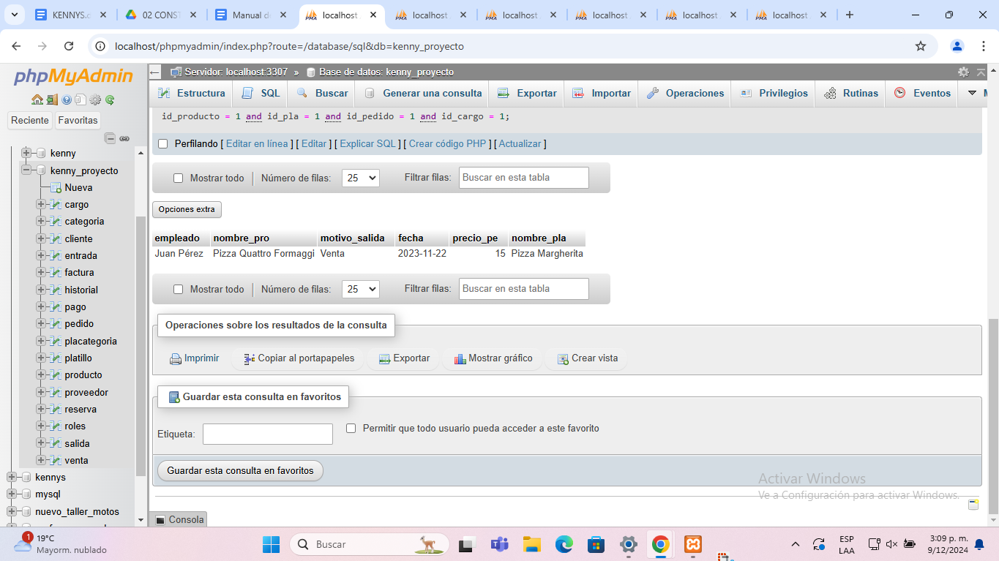 KENNYS.
02 CONST
Manual d
localhost
localhost
localhost
localhost
localhost
localhost
localhost/phpmyadmin/index.php?route=/database/sql&db=kenny_proyecto
phpMyAdmin
Reciente
Favoritas
kenny
kenny_proyecto
Nueva
cargo
categoria
cliente
entrada
factura
historial
pago
pedido
placategoria
platillo
producto
proveedor
reserva
roles
salida
venta
kennys
mysql
nuevo_taller_motos
Servidor: localhost:3307 » Base de datos: kenny_proyecto
Estructura SQL Buscar Generar una consulta Exportar Importar Operaciones Privilegios Rutinas Eventos
id_producto = 1 and id_pla = 1 and id_pedido = 1 and id_cargo = 1;
Perfilando [ Editar en línea ] [ Editar ] [ Explicar SQL ] [ Crear código PHP ] [ Actualizar ]
Mostrar todo Número de filas: 25 Filtrar filas: Buscar en esta tabla
Opciones extra
empleado nombre_pro motivo_salida fecha precio_pe nombre_pla
Juan Pérez Pizza Quattro Formaggi Venta 2023-11-22 15 Pizza Margherita
Mostrar todo Número de filas: 25 Filtrar filas: Buscar en esta tabla
Operaciones sobre los resultados de la consulta
Imprimir Copiar al portapapeles Exportar Mostrar gráfico Crear vista
Guardar esta consulta en favoritos
Etiqueta: Permitir que todo usuario pueda acceder a este favorito
Guardar esta consulta en favoritos
Activar Windows
Ve a Configuración para activar Windows.
Consola
1
19°C
Mayorm. nublado
Buscar
ESP
LAA
3:09 p. m.
9/12/2024